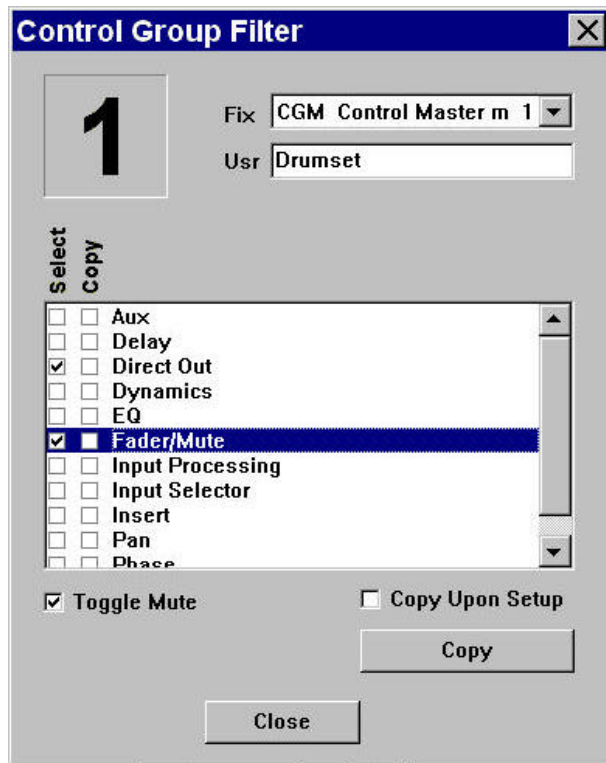 Control Group Filter
1
Fix CGM Control Master m 1
Usr Drumset
Select
Copy
Aux
Delay
Direct Out
Dynamics
EQ
Fader/Mute
Input Processing
Input Selector
Insert
Pan
Phase
Toggle Mute
Copy Upon Setup
Copy
Close